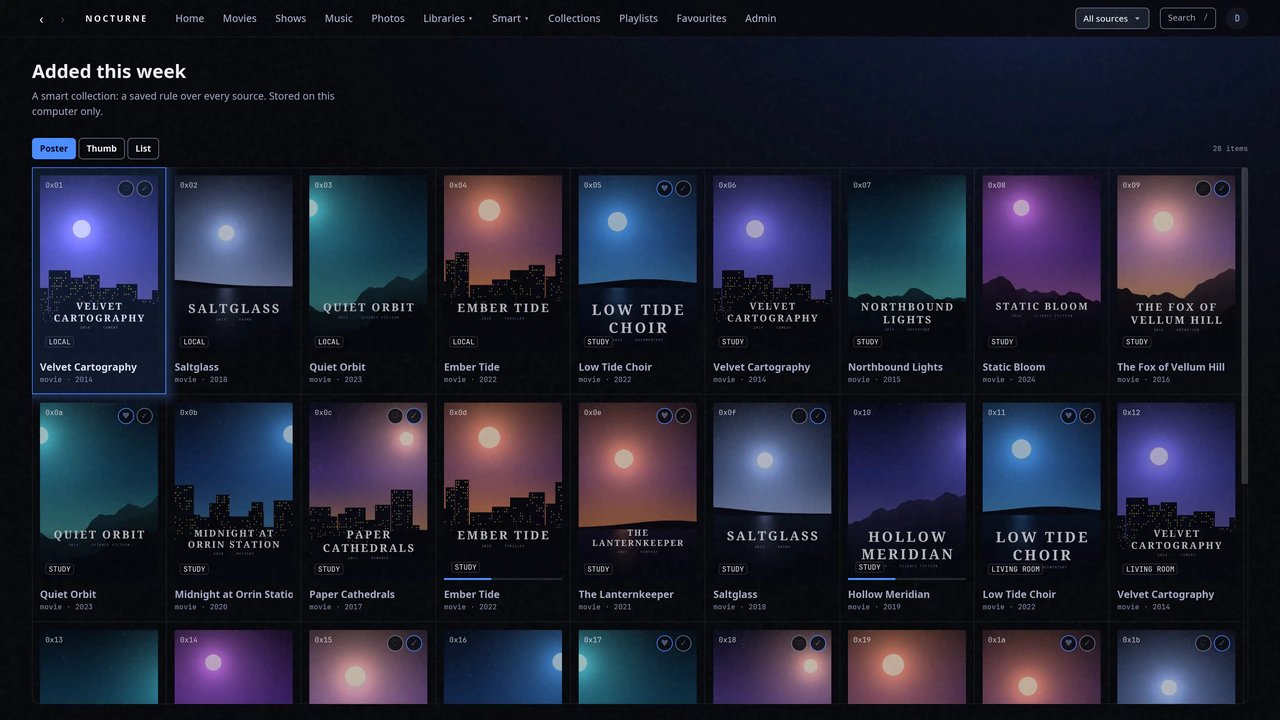 ‹ › NOCTURNE Home Movies Shows Music Photos Libraries ▾ Smart ▾ Collections Playlists Favourites Admin All sources ▾ Search / D
Added this week
A smart collection: a saved rule over every source. Stored on this
computer only.
Poster Thumb List 28 items
0x01 ✓ 0x02 0x03 0x04 0x05 ♥ ✓ 0x06 0x07 0x08 0x09 ✓
VELVET CARTOGRAPHY
SALTGLASS
QUIET ORBIT
EMBER TIDE
LOW TIDE CHOIR
VELVET CARTOGRAPHY
NORTHBOUND LIGHTS
STATIC BLOOM
THE FOX OF VELLUM HILL
LOCAL LOCAL LOCAL LOCAL STUDY STUDY STUDY STUDY STUDY
Velvet Cartography Saltglass Quiet Orbit Ember Tide Low Tide Choir Velvet Cartography Northbound Lights Static Bloom The Fox of Vellum Hill
movie · 2014 movie · 2018 movie · 2023 movie · 2022 movie · 2022 movie · 2014 movie · 2015 movie · 2024 movie · 2016
0x0a ♥ ✓ 0x0b 0x0c ✓ 0x0d 0x0e ♥ ✓ 0x0f ✓ 0x10 0x11 ♥ ✓ 0x12
QUIET ORBIT
MIDNIGHT AT ORRIN STATION
PAPER CATHEDRALS
EMBER TIDE
THE LANTERNKEEPER
SALTGLASS
HOLLOW MERIDIAN
LOW TIDE CHOIR
VELVET CARTOGRAPHY
STUDY STUDY STUDY STUDY STUDY STUDY STUDY LIVING ROOM LIVING ROOM
Quiet Orbit Midnight at Orrin Statio Paper Cathedrals Ember Tide The Lanternkeeper Saltglass Hollow Meridian Low Tide Choir Velvet Cartography
movie · 2023 movie · 2020 movie · 2017 movie · 2022 movie · 2021 movie · 2018 movie · 2019 movie · 2022 movie · 2014
0x13 0x14 0x15 ✓ 0x16 0x17 ♥ ✓ 0x18 ✓ 0x19 ♥ ✓ 0x1a ♥ ✓ 0x1b ✓